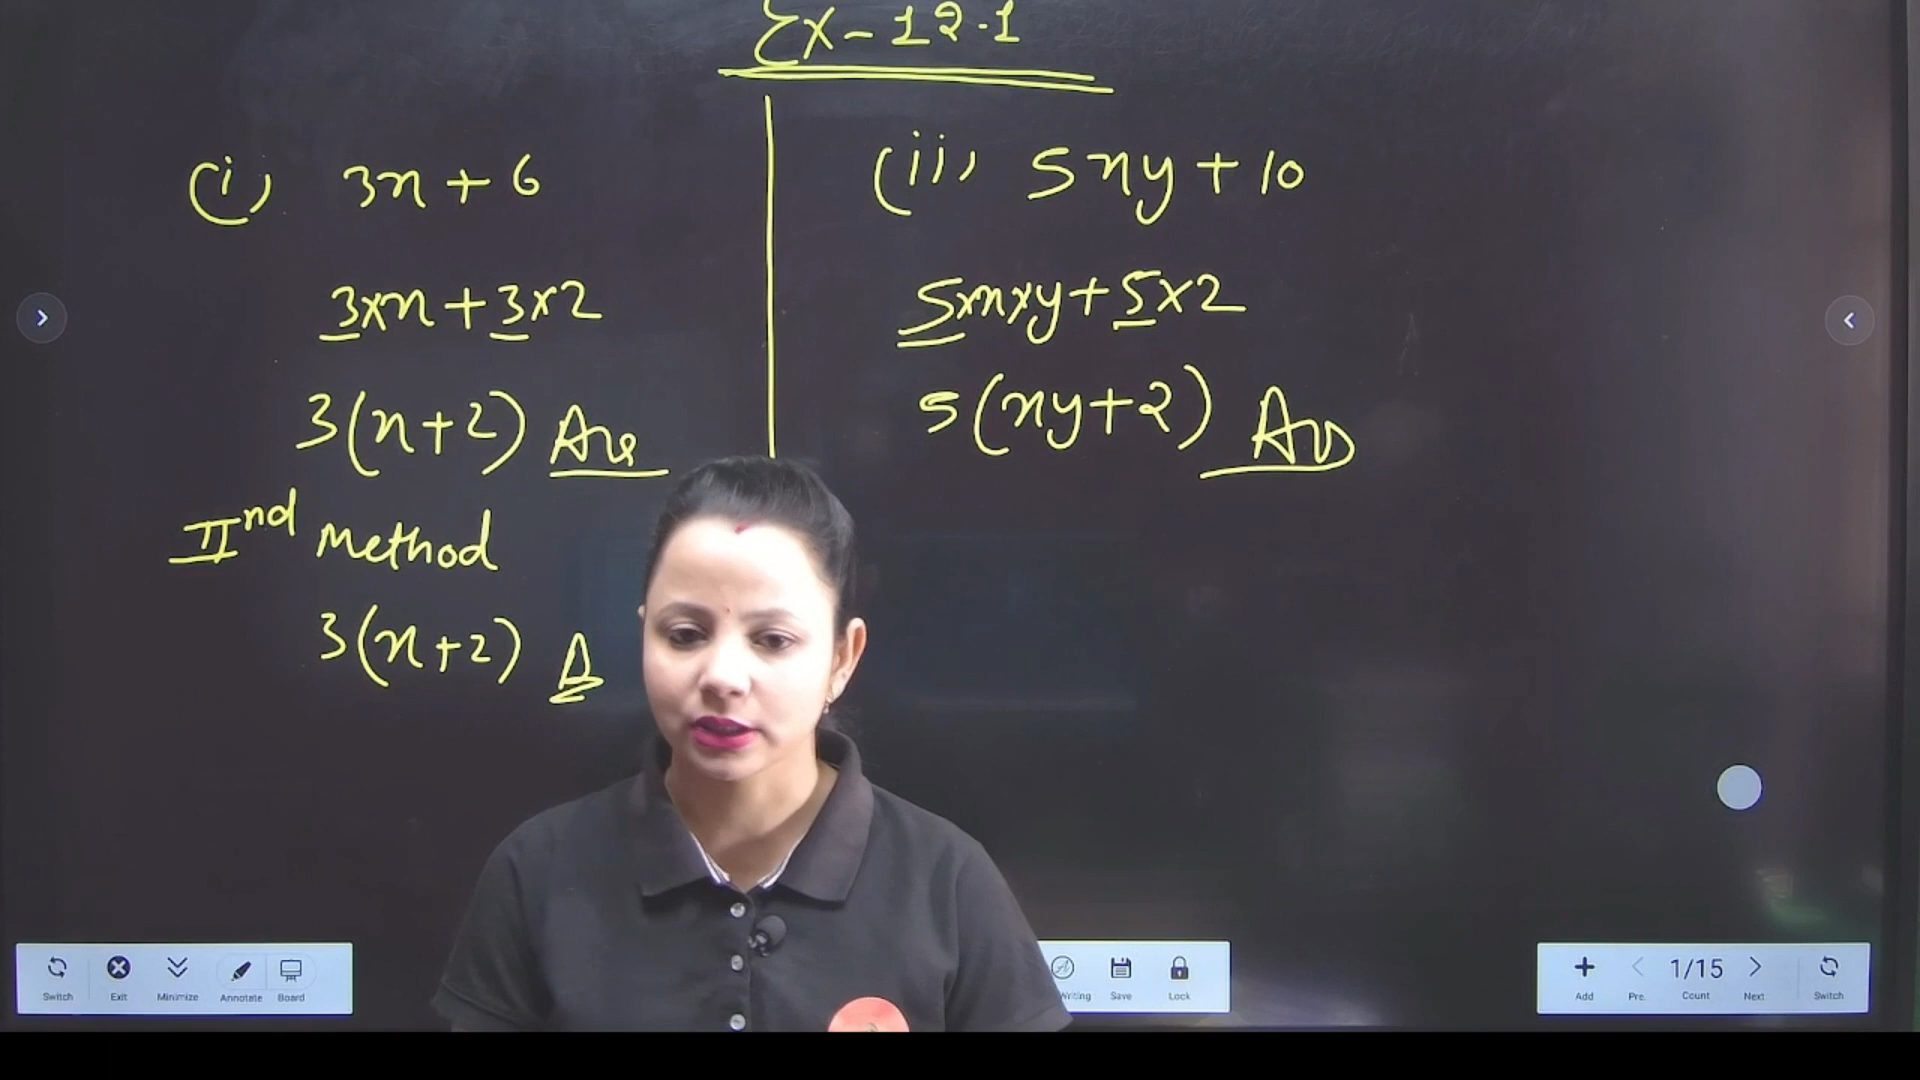 Ex-12.1
(i) 3x + 6
3×x + 3×2
3(x+2) Ans
IInd Method
3(x+2) A
(ii) 5xy + 10
5×x×y + 5×2
5(xy+2) Ans
Switch Exit Minimize Annotate Board
Writing Save Lock
1/15
Add Pre. Count Next Switch